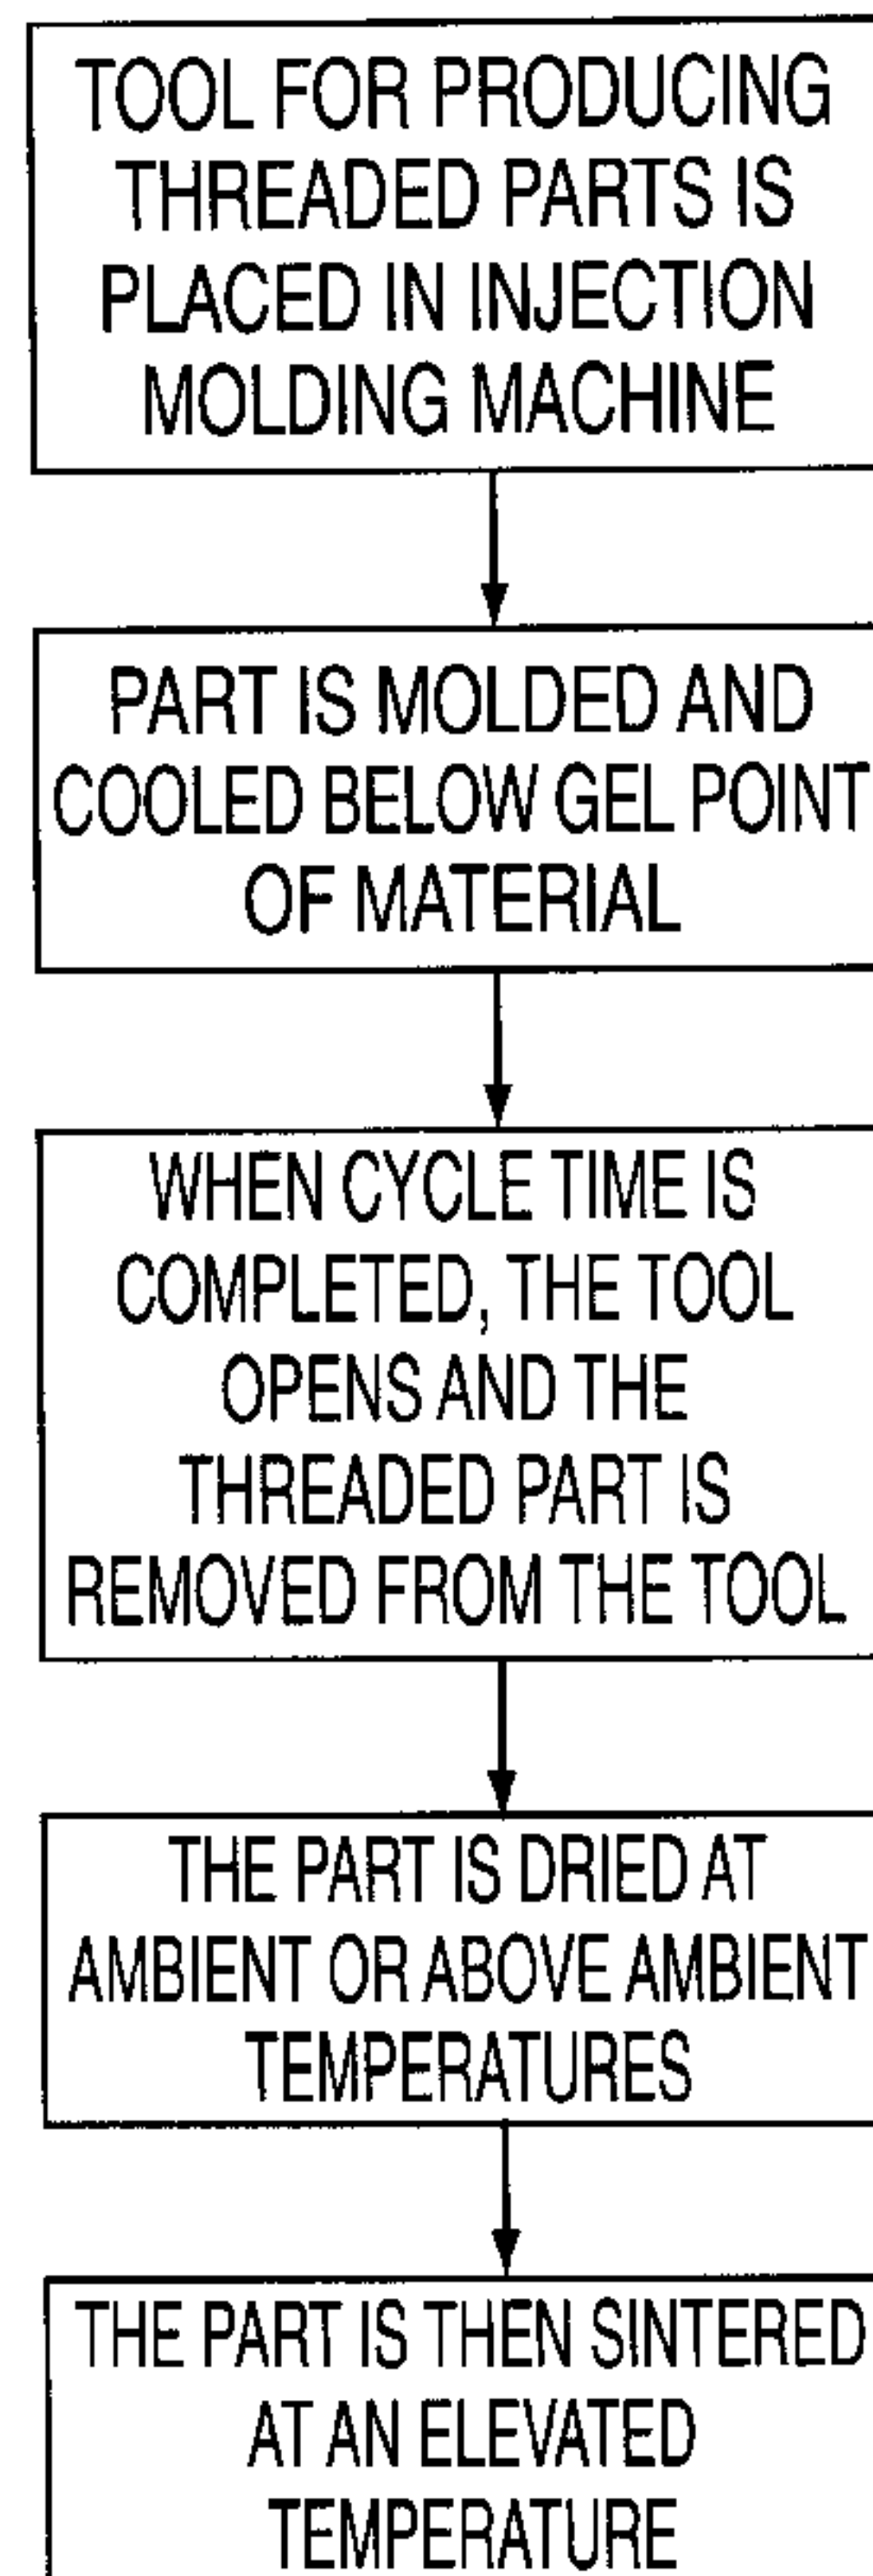 TOOL FOR PRODUCING
THREADED PARTS IS
PLACED IN INJECTION
MOLDING MACHINE
PART IS MOLDED AND
COOLED BELOW GEL POINT
OF MATERIAL
WHEN CYCLE TIME IS
COMPLETED, THE TOOL
OPENS AND THE
THREADED PART IS
REMOVED FROM THE TOOL
THE PART IS DRIED AT
AMBIENT OR ABOVE AMBIENT
TEMPERATURES
THE PART IS THEN SINTERED
AT AN ELEVATED
TEMPERATURE